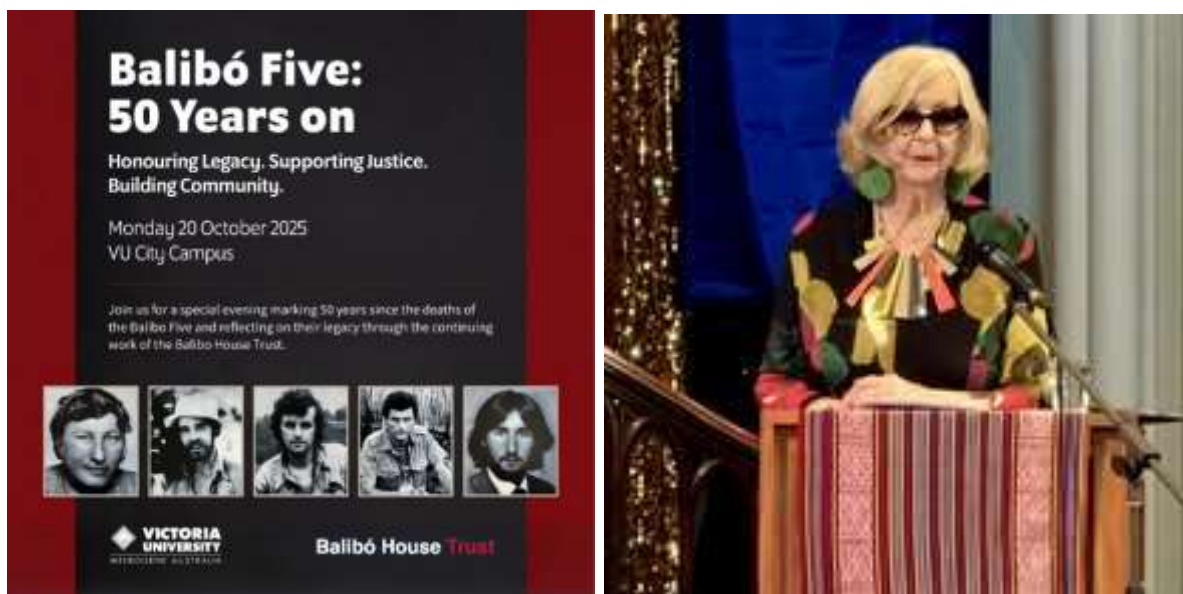 Balibó Five:
50 Years on
Honouring Legacy. Supporting Justice.
Building Community.
Monday 20 October 2025
VU City Campus
Join us for a special evening marking 50 years since the deaths of
the Balibo Five and reflecting on their legacy through the continuing
work of the Balibo House Trust.
VICTORIA
UNIVERSITY
MELBOURNE AUSTRALIA
Balibó House Trust